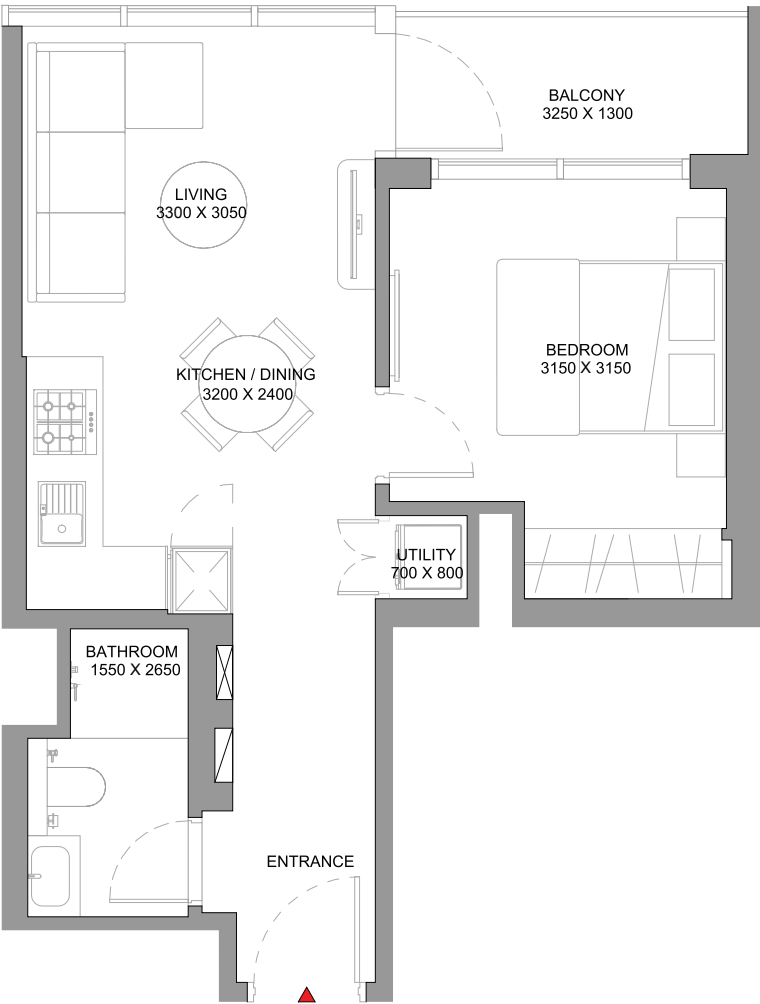 BALCONY
3250 X 1300
LIVING
3300 X 3050
BEDROOM
3150 X 3150
KITCHEN / DINING
3200 X 2400
UTILITY
700 X 800
BATHROOM
1550 X 2650
ENTRANCE